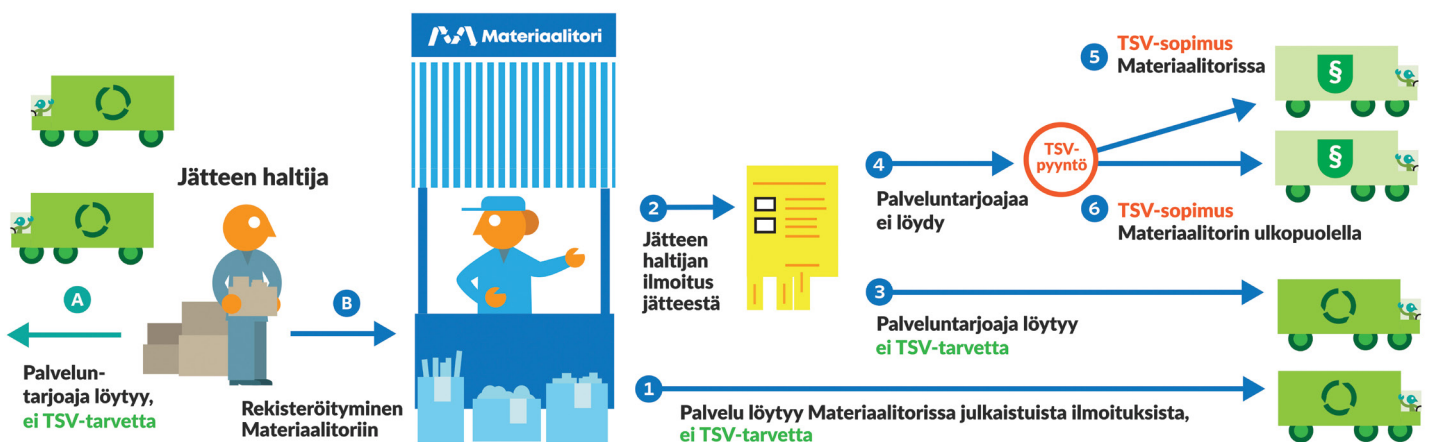 Materiaalitori
Jätteen haltija
A
Palvelun-
tarjoaja löytyy,
ei TSV-tarvetta
B
Rekisteröityminen
Materiaalitoriin
2
Jätteen
haltijan
ilmoitus
jätteestä
4
Palveluntarjoajaa
ei löydy
TSV-
pyyntö
5
TSV-sopimus
Materiaalitorissa
§
§
6
TSV-sopimus
Materiaalitorin ulkopuolella
3
Palveluntarjoaja löytyy
ei TSV-tarvetta
1
Palvelu löytyy Materiaalitorissa julkaistuista ilmoituksista,
ei TSV-tarvetta